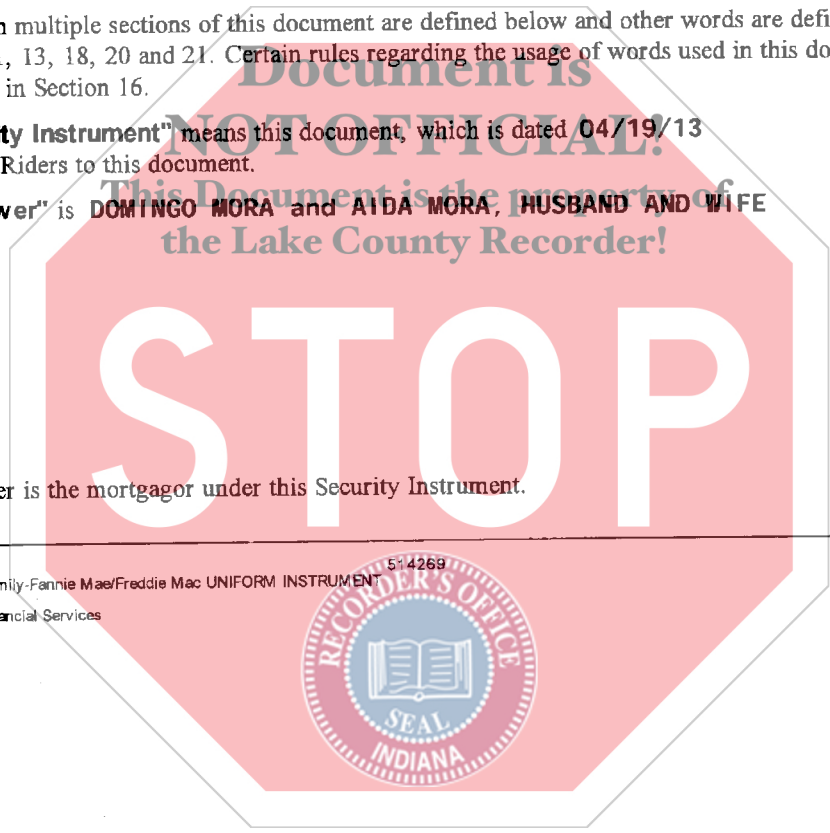 multiple sections of this document are defined below and other words are defi
, 13, 18, 20 and 21. Certain rules regarding the usage of words used in this do
in Section 16.
Document is
NOT OFFICIAL!
ty Instrument" means this document, which is dated 04/19/13
Riders to this document.
This Document is the property of
the Lake County Recorder!
wer" is DOMINGO MORA and AIDA MORA, HUSBAND AND WIFE
STOP
er is the mortgagor under this Security Instrument.
514269
mily-Fannie Mae/Freddie Mac UNIFORM INSTRUMENT
ancial Services
RECORDER'S OFFICE
SEAL
INDIANA